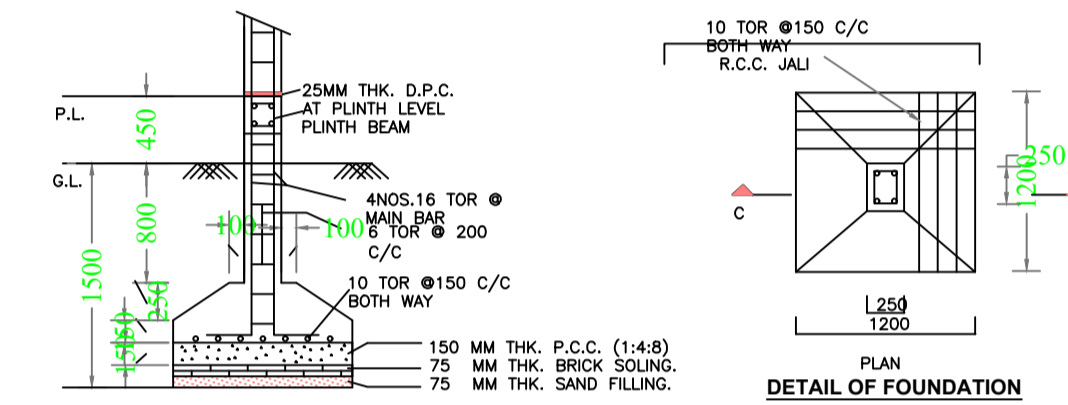 25MM THK. D.P.C.
AT PLINTH LEVEL
PLINTH BEAM
P.L.
450
G.L.
4NOS.16 TOR @
MAIN BAR
6 TOR @ 200
C/C
100
100
800
1500
250
10 TOR @150 C/C
BOTH WAY
150
150
150 MM THK. P.C.C. (1:4:8)
75 MM THK. BRICK SOLING.
75 MM THK. SAND FILLING.
10 TOR @150 C/C
BOTH WAY
R.C.C. JALI
250
1200
C
250
1200
PLAN
DETAIL OF FOUNDATION